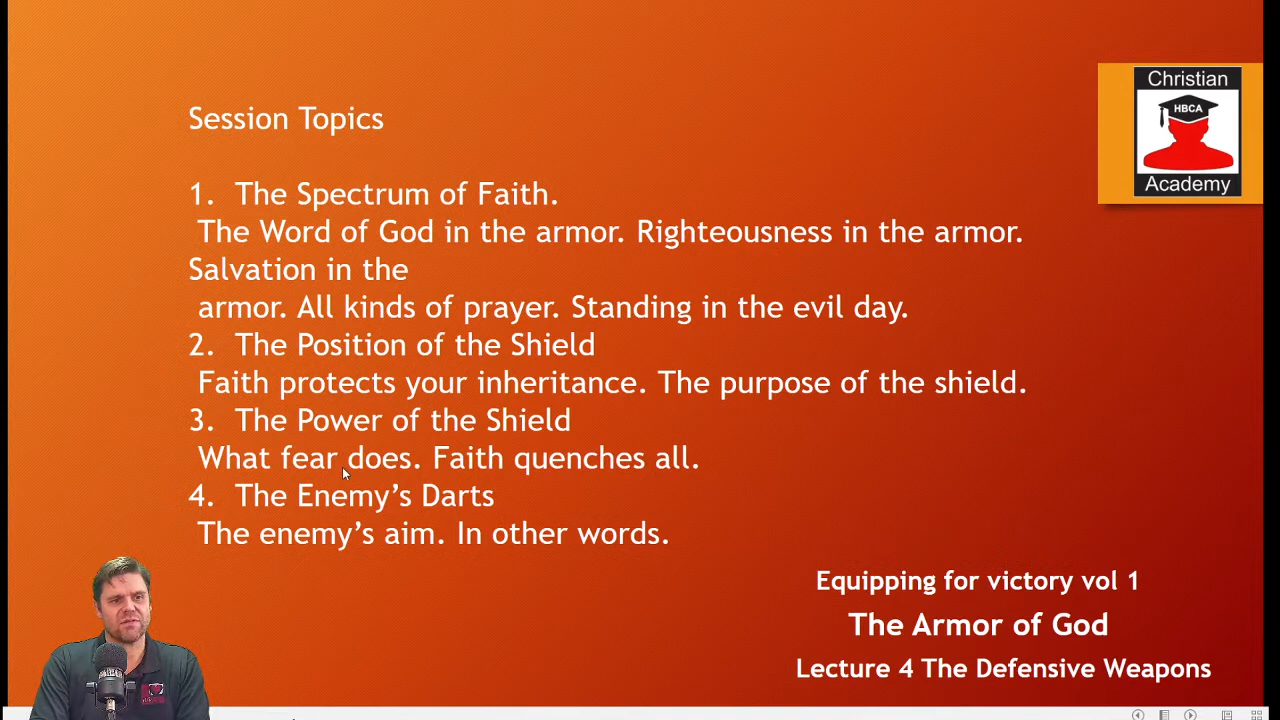 Session Topics
1. The Spectrum of Faith.
The Word of God in the armor. Righteousness in the armor.
Salvation in the
armor. All kinds of prayer. Standing in the evil day.
2. The Position of the Shield
Faith protects your inheritance. The purpose of the shield.
3. The Power of the Shield
What fear does. Faith quenches all.
4. The Enemy’s Darts
The enemy’s aim. In other words.
Christian
HBCA
Academy
Equipping for victory vol 1
The Armor of God
Lecture 4 The Defensive Weapons